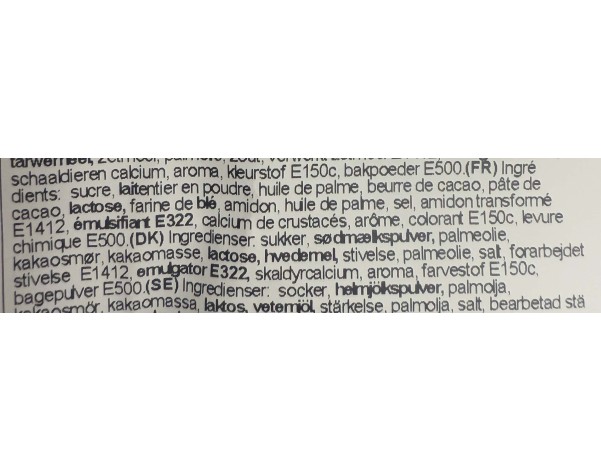 schaaldieren calcium, aroma, kleurstof E150c, bakpoeder E500.(FR) Ingré
dients: sucre, laitentier en poudre, huile de palme, beurre de cacao, pâte de
cacao, lactose, farine de blé, amidon, huile de palme, sel, amidon transformé
E1412, émulsifiant E322, calcium de crustacés, arôme, colorant E150c, levure
chimique E500.(DK) Ingredienser: sukker, sødmælkspulver, palmeolie,
kakaosmør, kakaomasse, lactose, hvedemel, stivelse, palmeolie, salt, forarbejdet
stivelse E1412, emulgator E322, skaldyrcalcium, aroma, farvestof E150c,
bagepulver E500.(SE) Ingredienser: socker, helmjölkspulver, palmolja,
kakaosmör, kakaomassa, laktos, vetemjöl, stärkelse, palmolja, salt, bearbetad stä